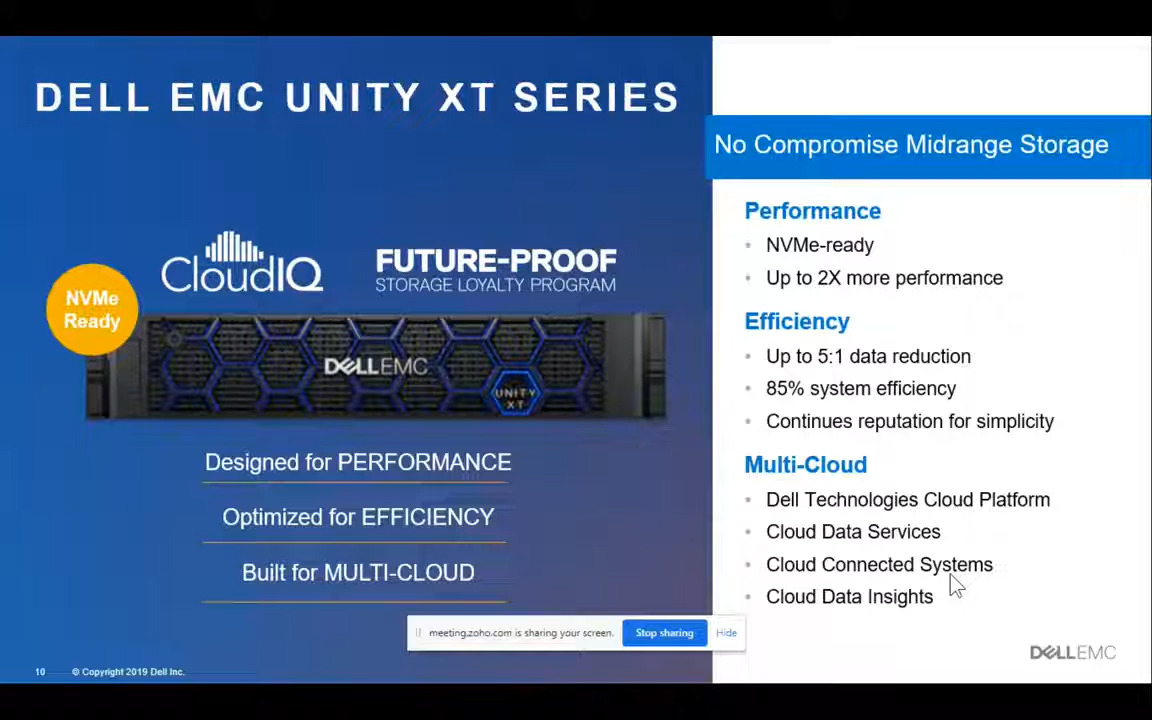 DELL EMC UNITY XT SERIES
CloudIQ
FUTURE-PROOF
STORAGE LOYALTY PROGRAM
NVMe
Ready
DELLEMC
UNITY
XT
Designed for PERFORMANCE
Optimized for EFFICIENCY
Built for MULTI-CLOUD
No Compromise Midrange Storage
Performance
• NVMe-ready
• Up to 2X more performance
Efficiency
• Up to 5:1 data reduction
• 85% system efficiency
• Continues reputation for simplicity
Multi-Cloud
• Dell Technologies Cloud Platform
• Cloud Data Services
• Cloud Connected Systems
• Cloud Data Insights
meeting.zoho.com is sharing your screen. Stop sharing Hide
DELLEMC
10 © Copyright 2019 Dell Inc.